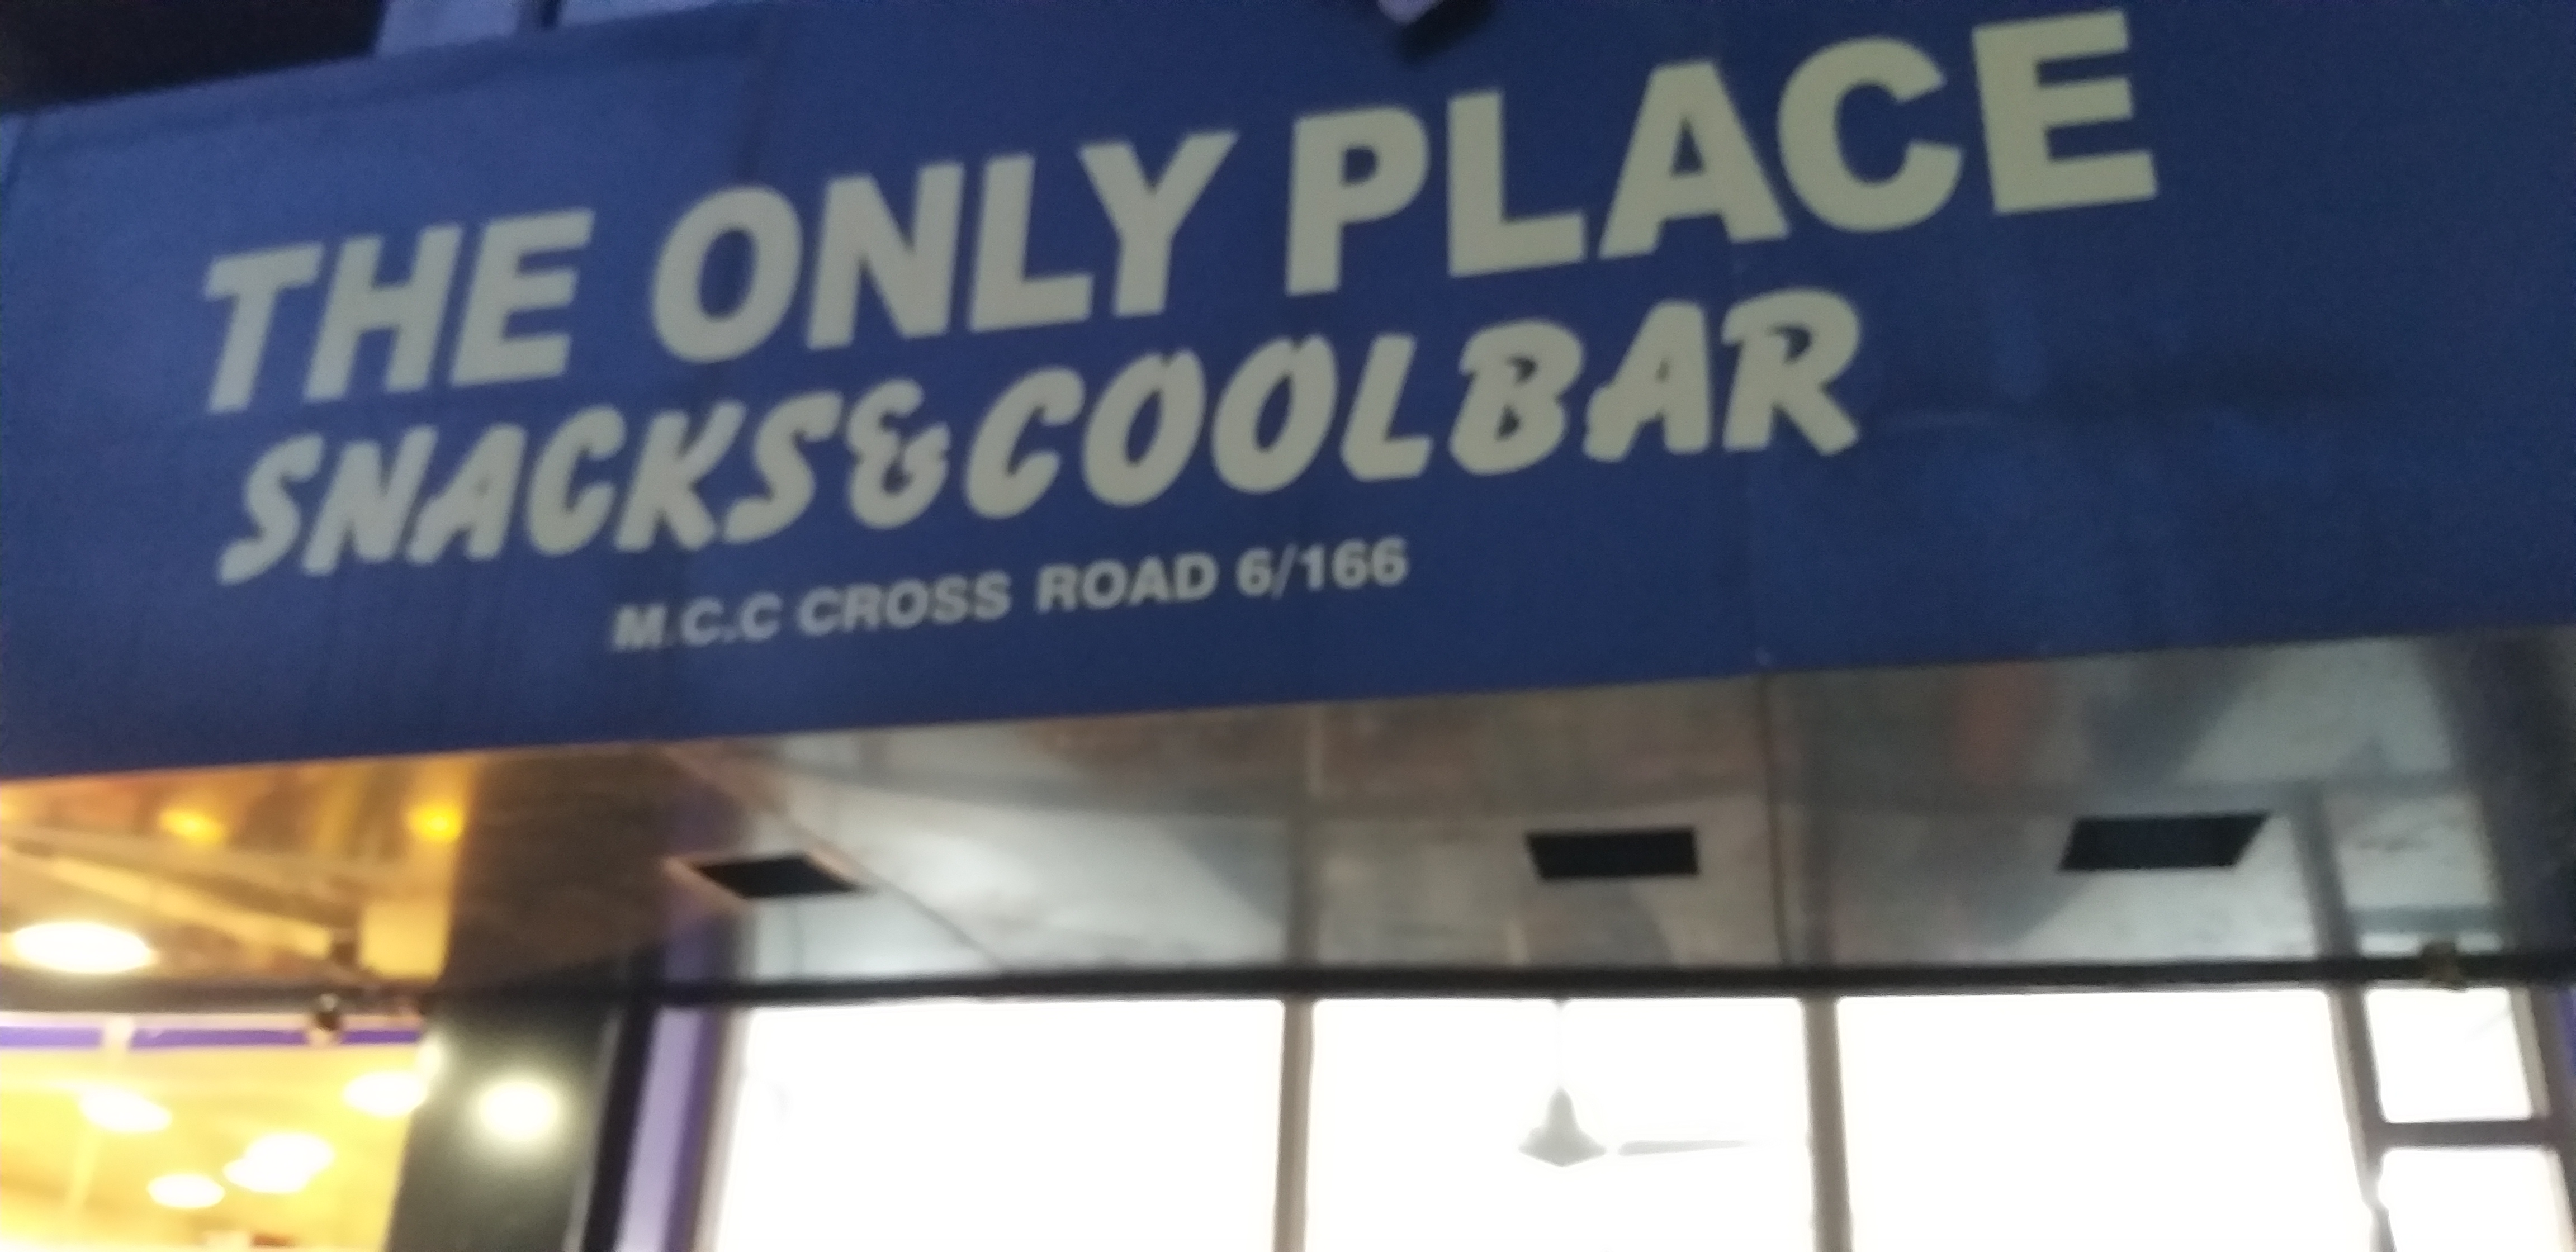 THE ONLY PLACE
SNACKS&COOLBAR
M.C.C CROSS ROAD 6/166